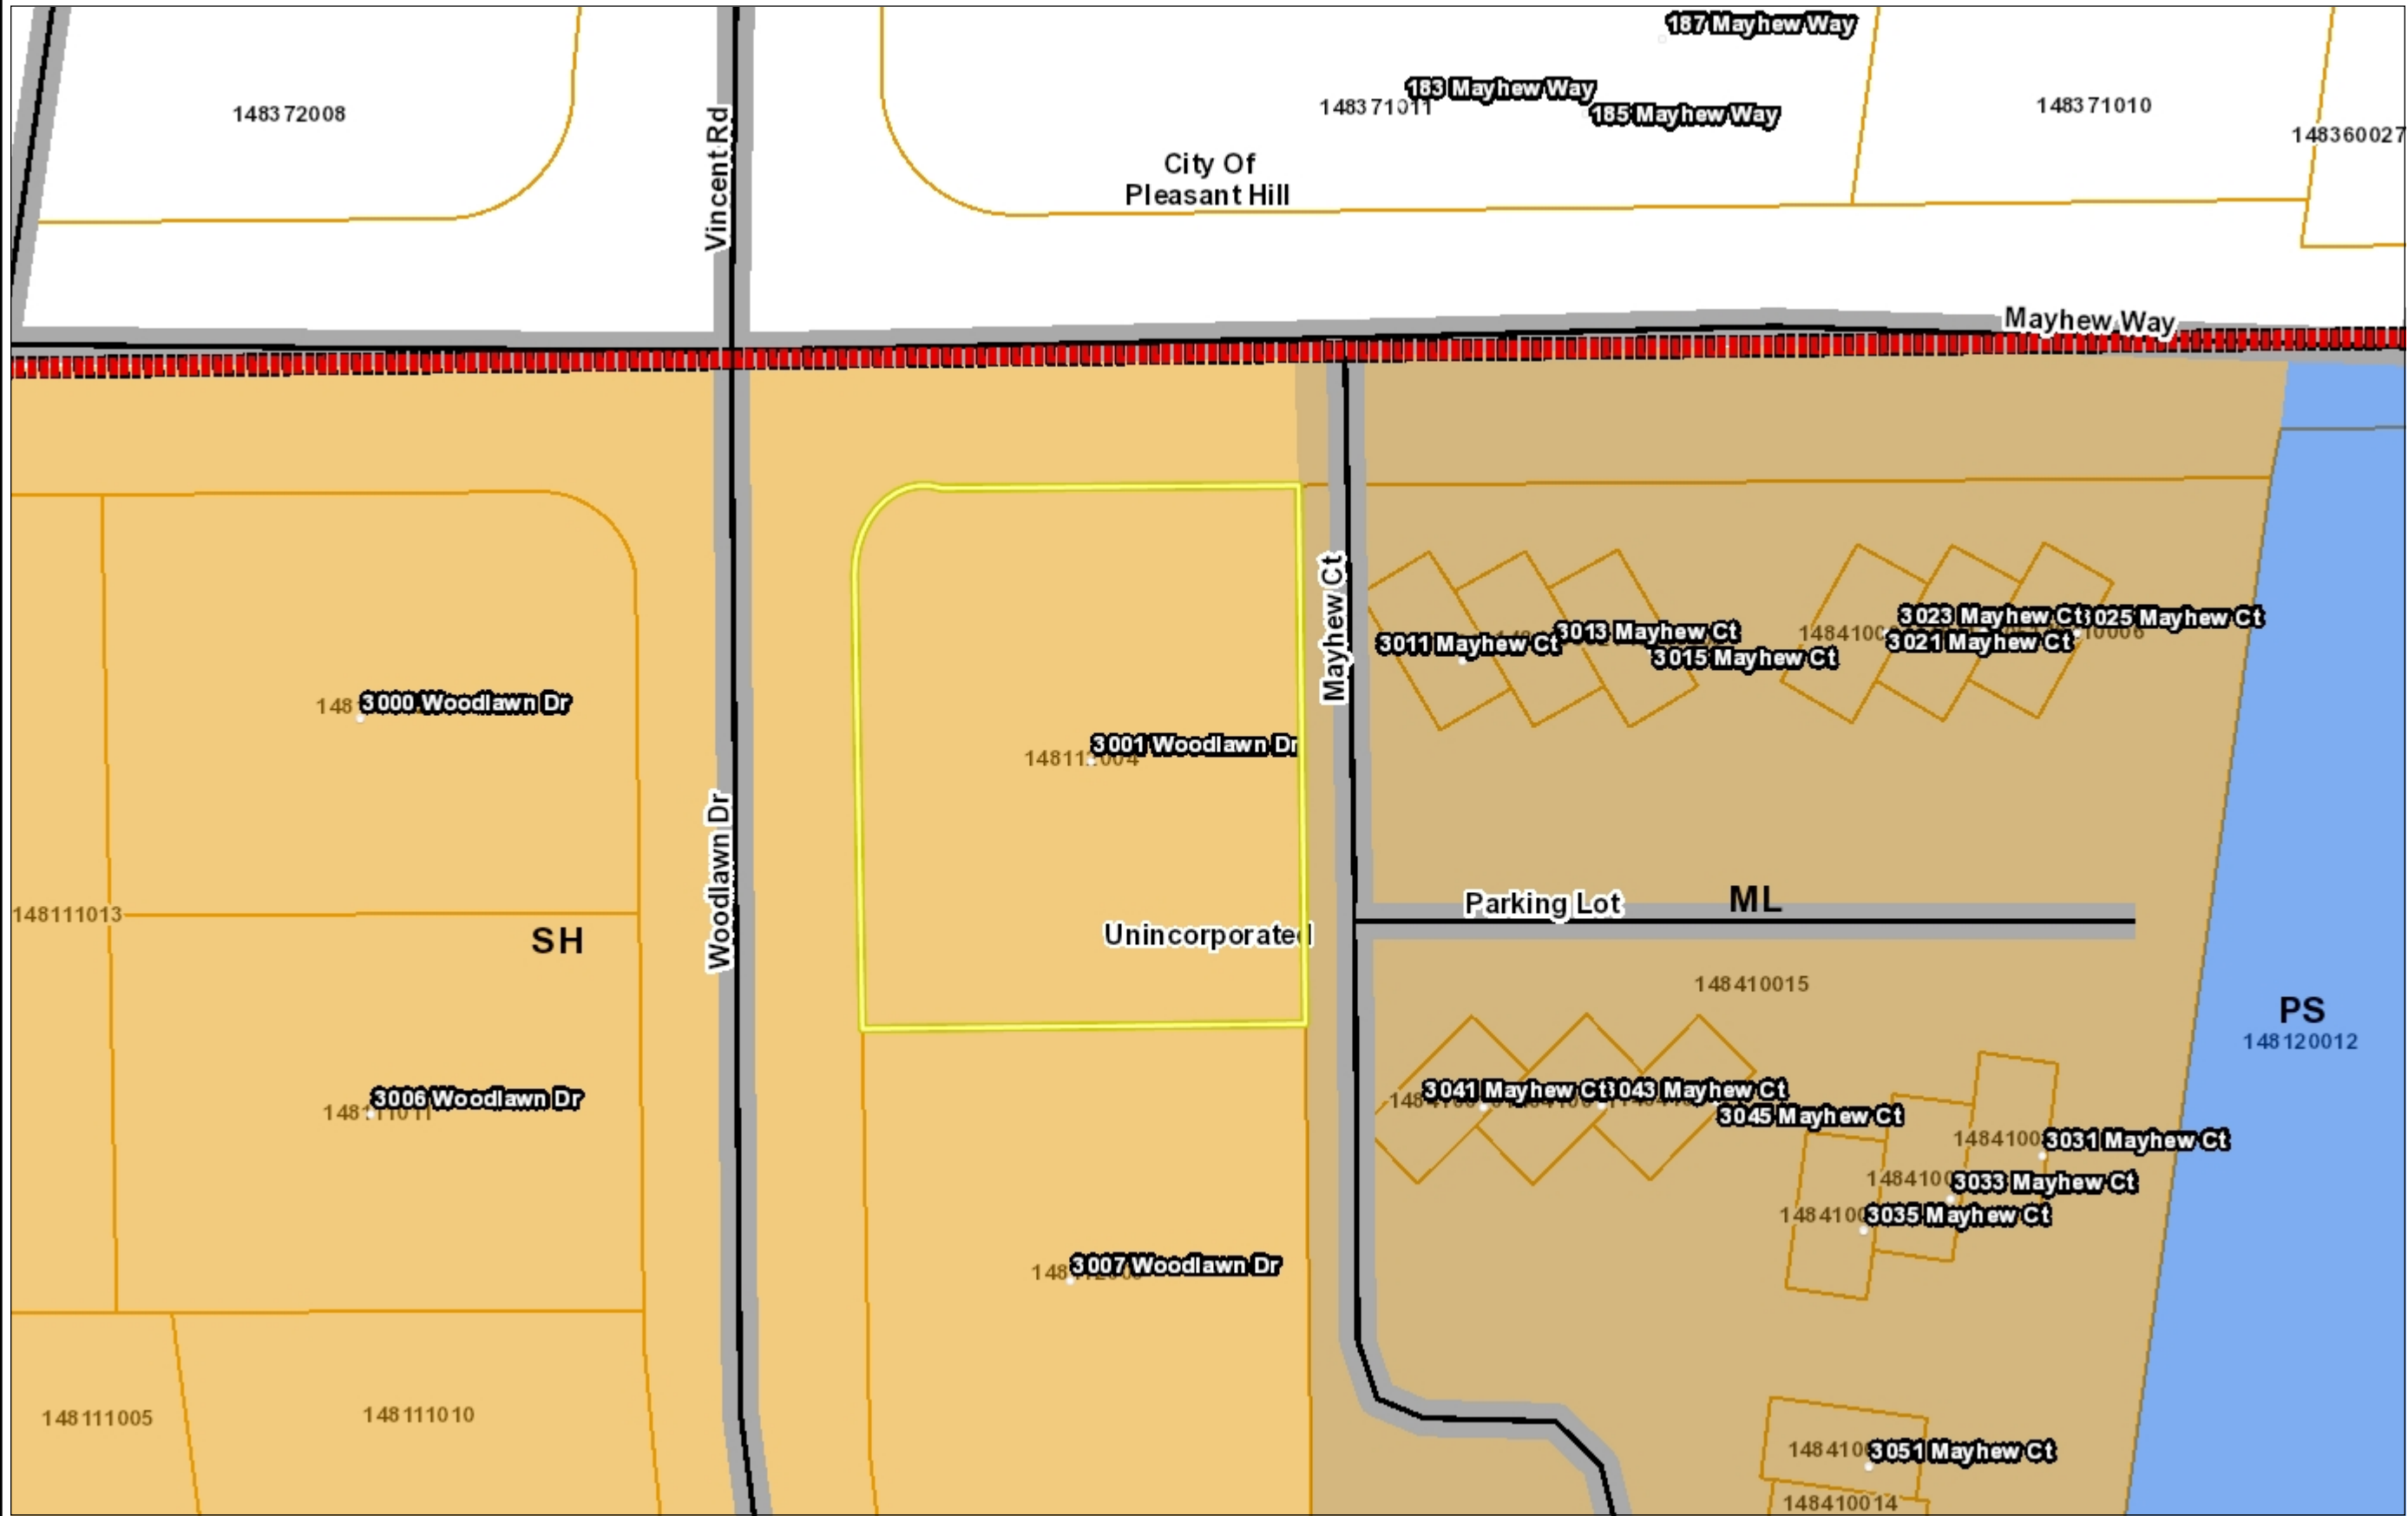 187 Mayhew Way
183 Mayhew Way
148371011
185 Mayhew Way
148372008
148371010
148360027
Vincent Rd
City Of
Pleasant Hill
Mayhew Way
Mayhew Ct
3011 Mayhew Ct
3013 Mayhew Ct
3015 Mayhew Ct
3023 Mayhew Ct
3025 Mayhew Ct
3021 Mayhew Ct
3000 Woodlawn Dr
3001 Woodlawn Dr
Woodlawn Dr
Parking Lot
ML
148111013
SH
Unincorporated
148410015
PS
148120012
3006 Woodlawn Dr
3041 Mayhew Ct
3043 Mayhew Ct
3045 Mayhew Ct
3031 Mayhew Ct
3033 Mayhew Ct
3035 Mayhew Ct
3007 Woodlawn Dr
148111005
148111010
3051 Mayhew Ct
148410014